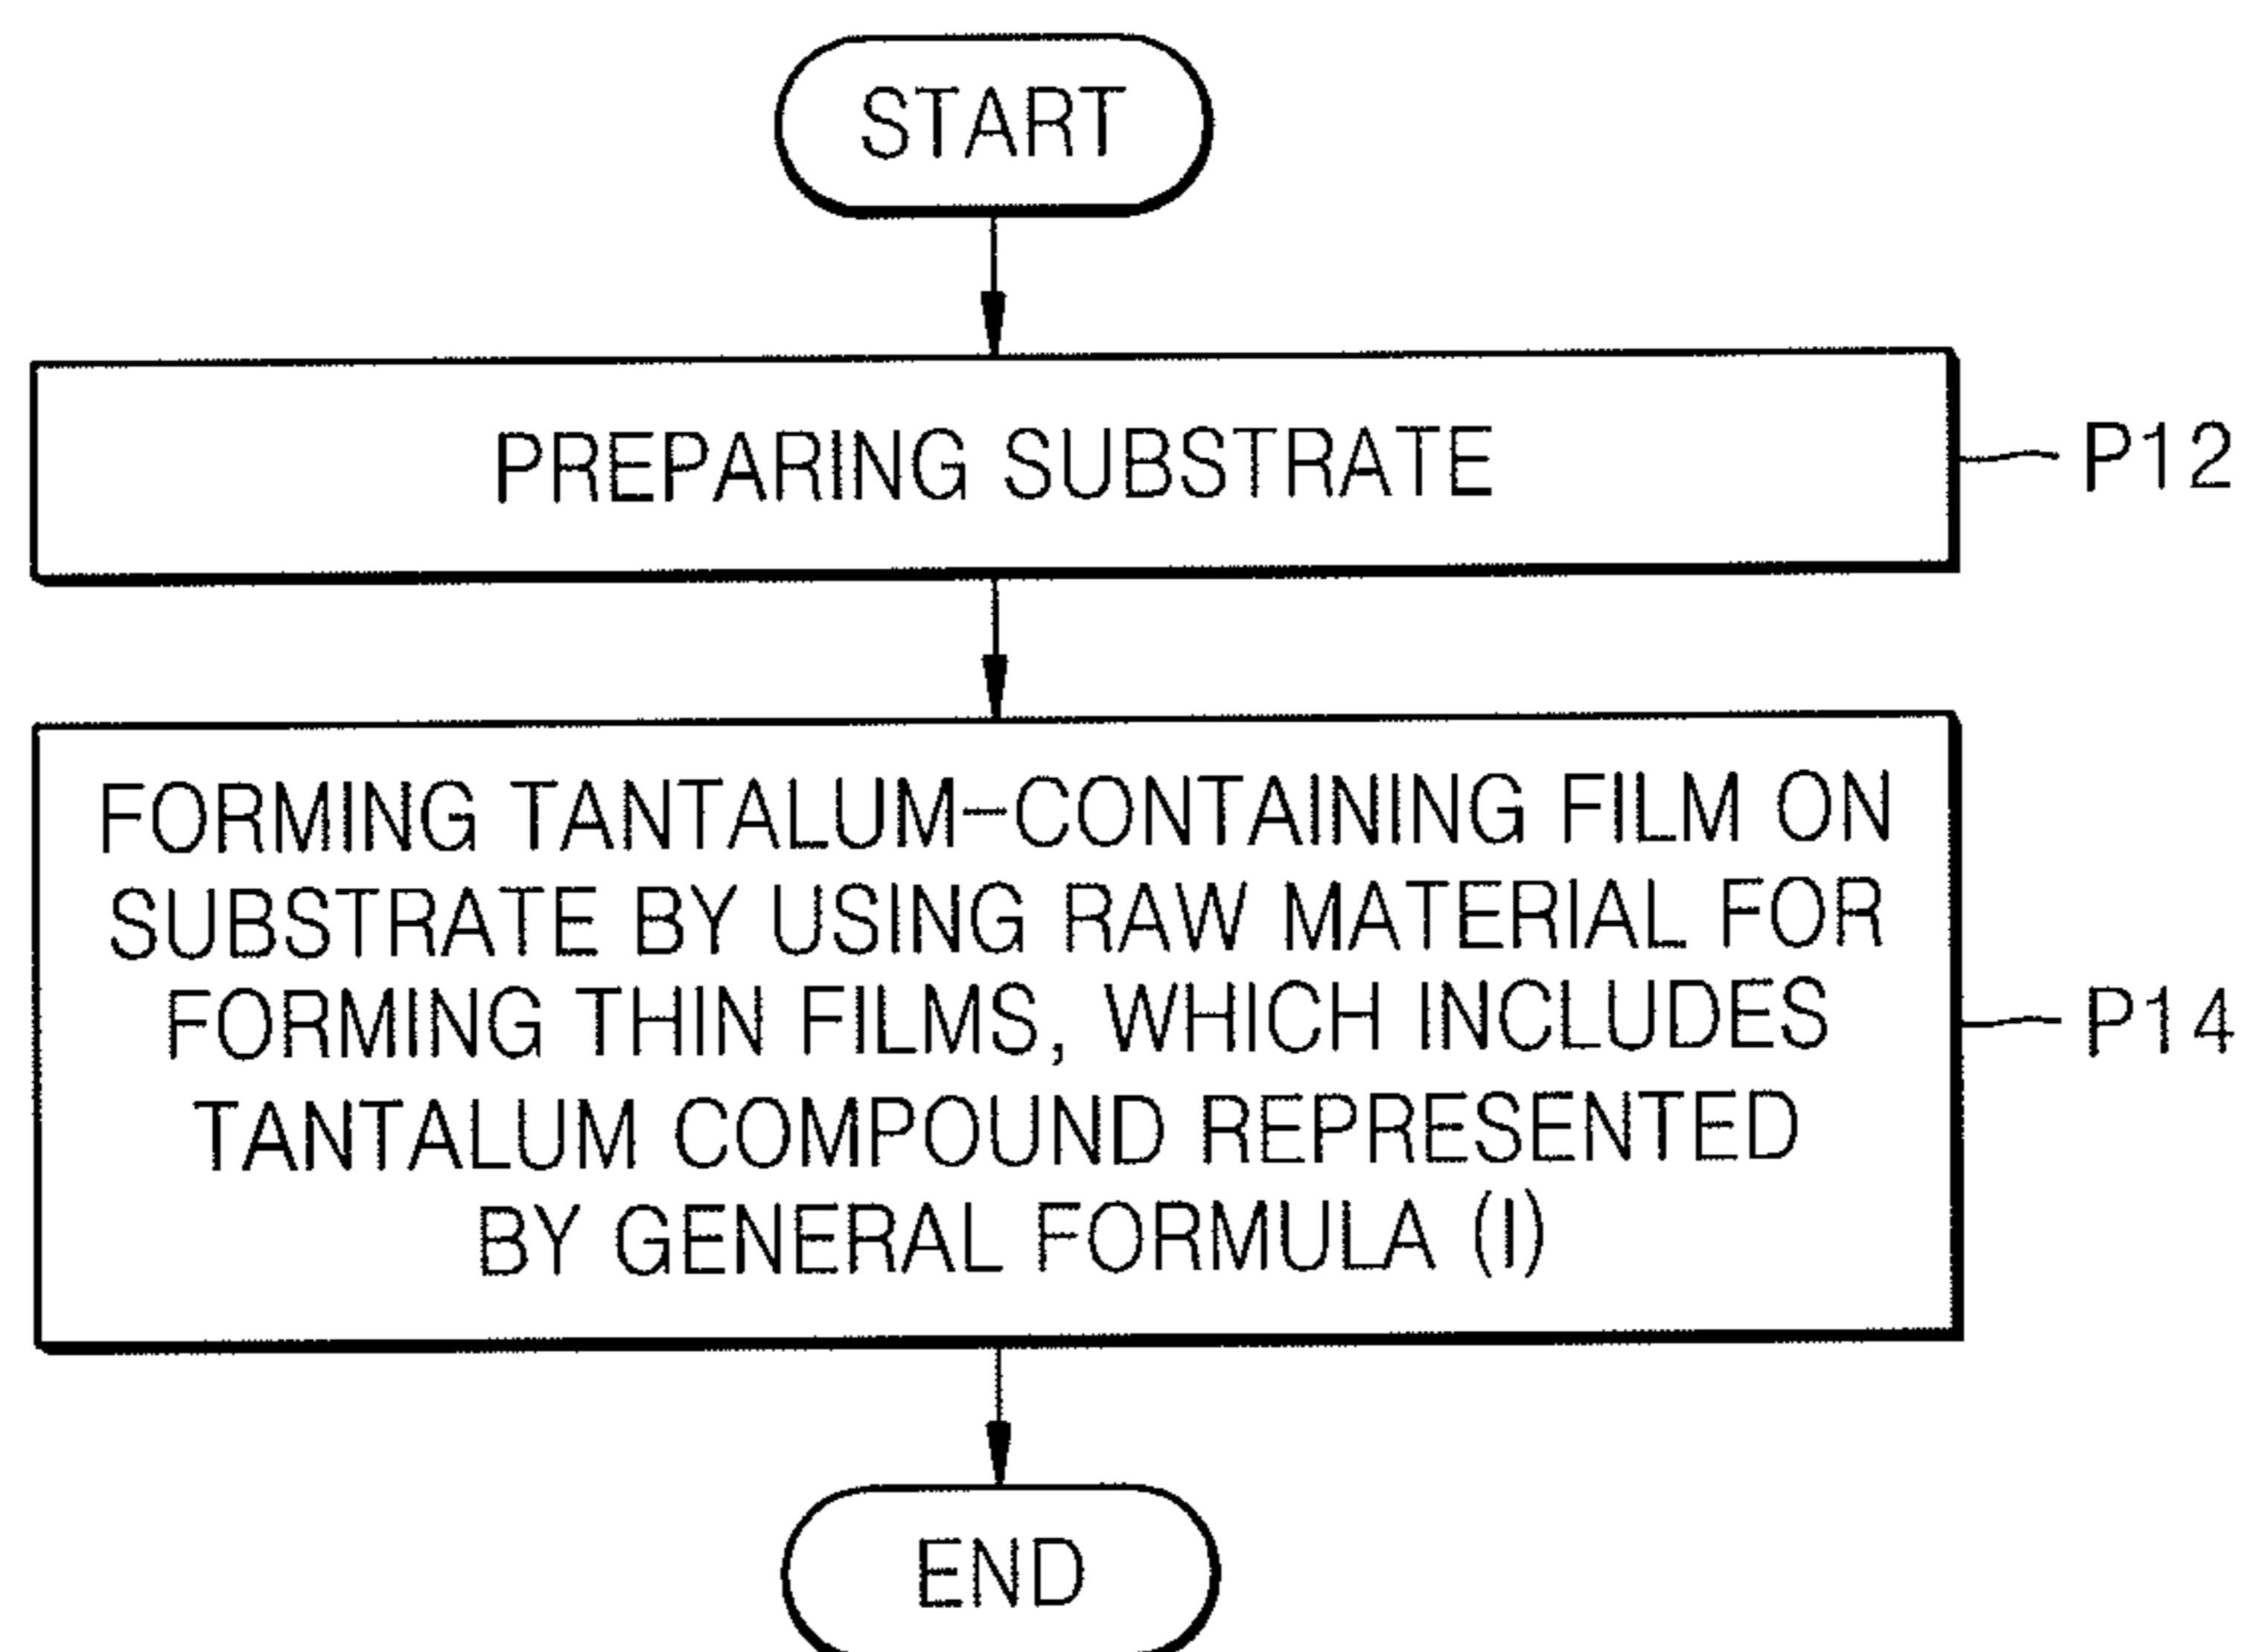 START
PREPARING SUBSTRATE
P12
FORMING TANTALUM-CONTAINING FILM ON
SUBSTRATE BY USING RAW MATERIAL FOR
FORMING THIN FILMS, WHICH INCLUDES
TANTALUM COMPOUND REPRESENTED
BY GENERAL FORMULA (I)
P14
END